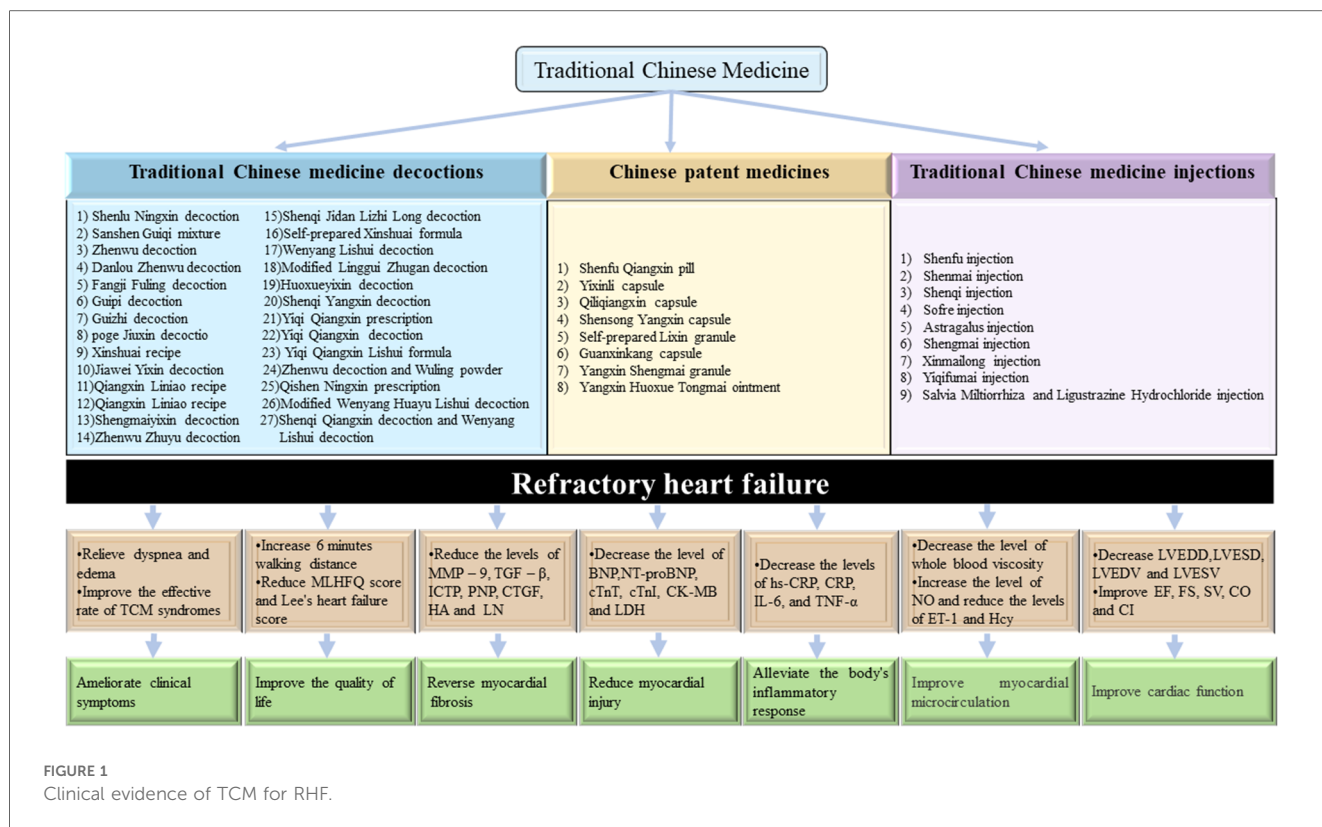 Traditional Chinese Medicine
Traditional Chinese medicine decoctions
1) Shenlu Ningxin decoction
2) Sanshen Guiqi mixture
3) Zhenwu decoction
4) Danlou Zhenwu decoction
5) Fangji Fuling decoction
6) Guipi decoction
7) Guizhi decoction
8) poge Jiuxin decoctio
9) Xinshuai recipe
10)Jiawei Yixin decoction
11)Qiangxin Liniao recipe
12)Qiangxin Liniao recipe
13)Shengmaiyixin decoction
14)Zhenwu Zhuyu decoction
15)Shenqi Jidan Lizhi Long decoction
16)Self-prepared Xinshuai formula
17)Wenyang Lishui decoction
18)Modified Linggui Zhugan decoction
19)Huoxueyixin decoction
20)Shenqi Yangxin decoction
21)Yiqi Qiangxin prescription
22)Yiqi Qiangxin decoction
23) Yiqi Qiangxin Lishui formula
24)Zhenwu decoction and Wuling powder
25)Qishen Ningxin prescription
26)Modified Wenyang Huayu Lishui decoction
27)Shenqi Qiangxin decoction and Wenyang
Lishui decoction
Chinese patent medicines
1) Shenfu Qiangxin pill
2) Yixinli capsule
3) Qiliqiangxin capsule
4) Shensong Yangxin capsule
5) Self-prepared Lixin granule
6) Guanxinkang capsule
7) Yangxin Shengmai granule
8) Yangxin Huoxue Tongmai ointment
Traditional Chinese medicine injections
1) Shenfu injection
2) Shenmai injection
3) Shenqi injection
4) Sofre injection
5) Astragalus injection
6) Shengmai injection
7) Xinmailong injection
8) Yiqifumai injection
9) Salvia Miltiorrhiza and Ligustrazine Hydrochloride injection
Refractory heart failure
•Relieve dyspnea and
edema
•Improve the effective
rate of TCM syndromes
•Increase 6 minutes
walking distance
•Reduce MLHFQ score
and Lee's heart failure
score
•Reduce the levels of
MMP – 9, TGF – β,
ICTP, PNP, CTGF,
HA and LN
•Decrease the level of
BNP,NT-proBNP,
cTnT, cTnI, CK-MB
and LDH
•Decrease the levels
of hs-CRP, CRP,
IL-6, and TNF-α
•Decrease the level of
whole blood viscosity
•Increase the level of
NO and reduce the levels
of ET-1 and Hcy
•Decrease LVEDD,LVESD,
LVEDV and LVESV
•Improve EF, FS, SV, CO
and CI
Ameliorate clinical
symptoms
Improve the quality of
life
Reverse myocardial
fibrosis
Reduce myocardial
injury
Alleviate the body's
inflammatory
response
Improve myocardial
microcirculation
Improve cardiac function
FIGURE 1
Clinical evidence of TCM for RHF.